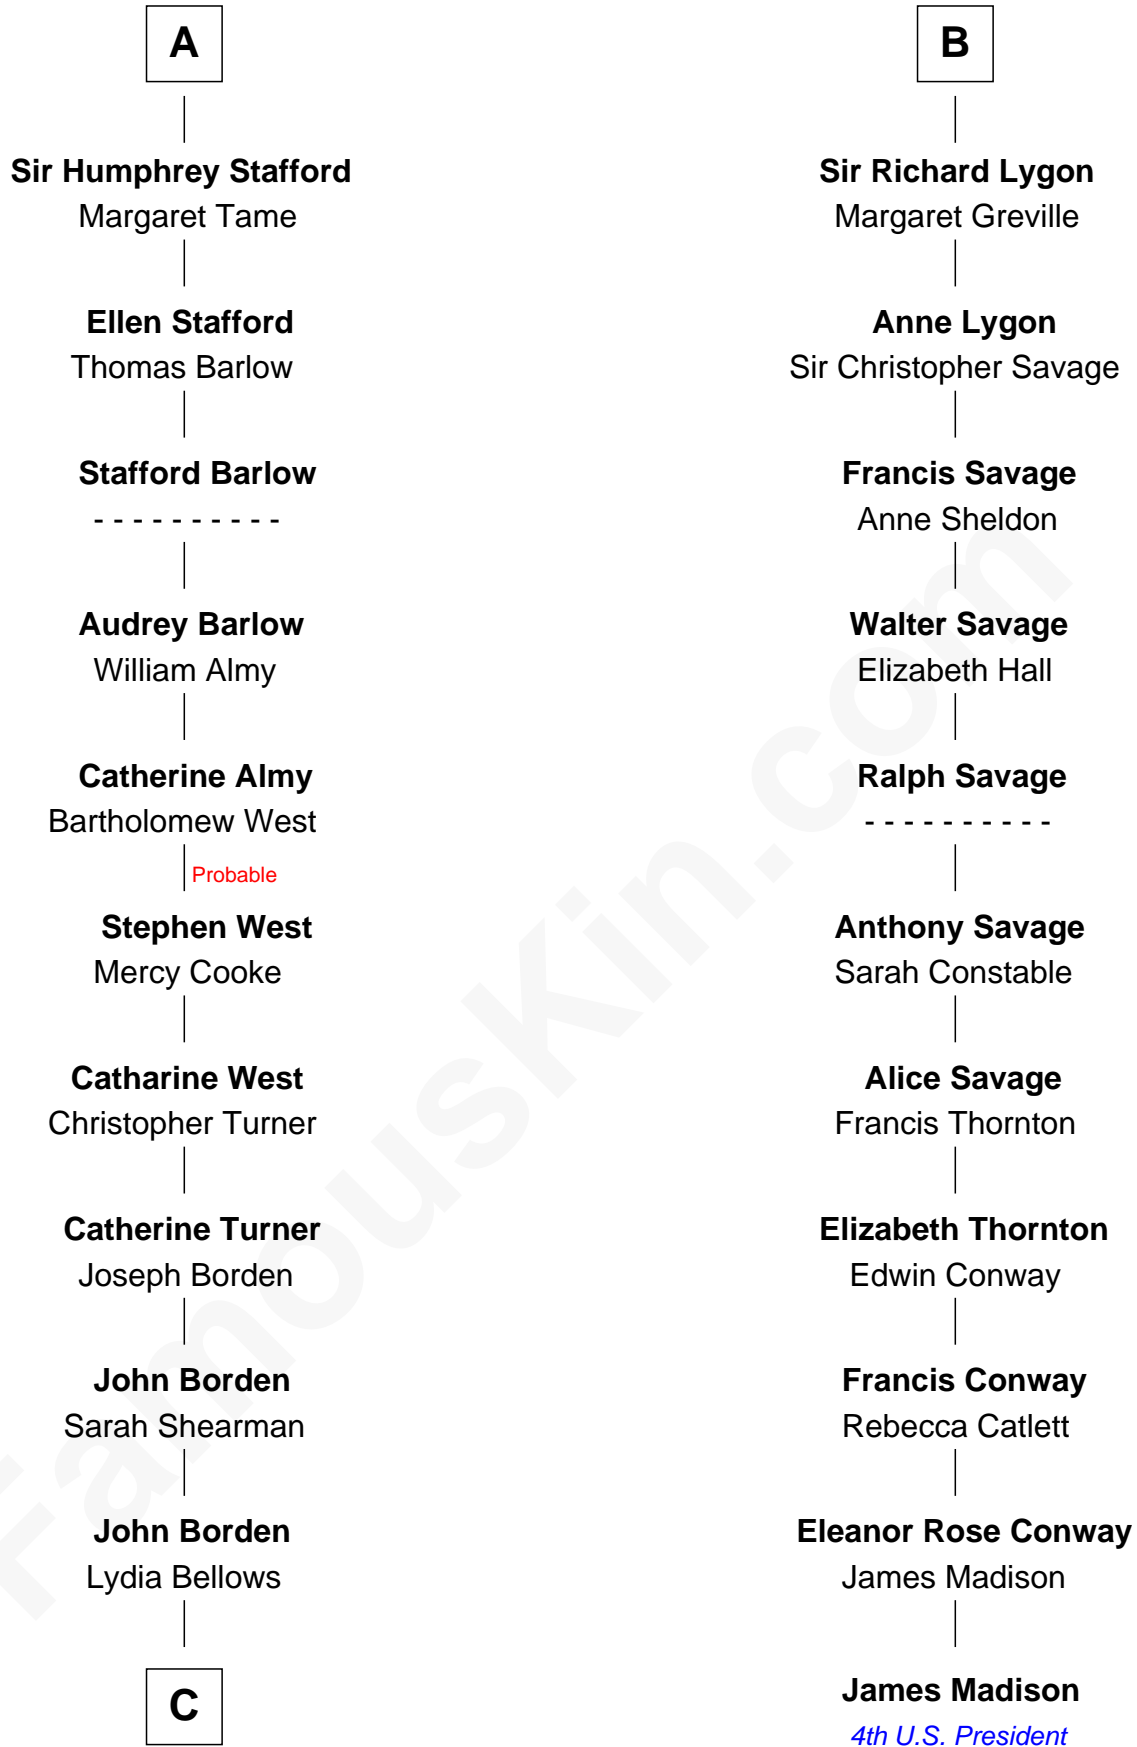 A
Sir Humphrey Stafford
Margaret Tame
Ellen Stafford
Thomas Barlow
Stafford Barlow
- - - - - - - - - -
Audrey Barlow
William Almy
Catherine Almy
Bartholomew West
Probable
Stephen West
Mercy Cooke
Catharine West
Christopher Turner
Catherine Turner
Joseph Borden
John Borden
Sarah Shearman
John Borden
Lydia Bellows
C
B
Sir Richard Lygon
Margaret Greville
Anne Lygon
Sir Christopher Savage
Francis Savage
Anne Sheldon
Walter Savage
Elizabeth Hall
Ralph Savage
- - - - - - - - - -
Anthony Savage
Sarah Constable
Alice Savage
Francis Thornton
Elizabeth Thornton
Edwin Conway
Francis Conway
Rebecca Catlett
Eleanor Rose Conway
James Madison
James Madison
4th U.S. President
FamousKin.com